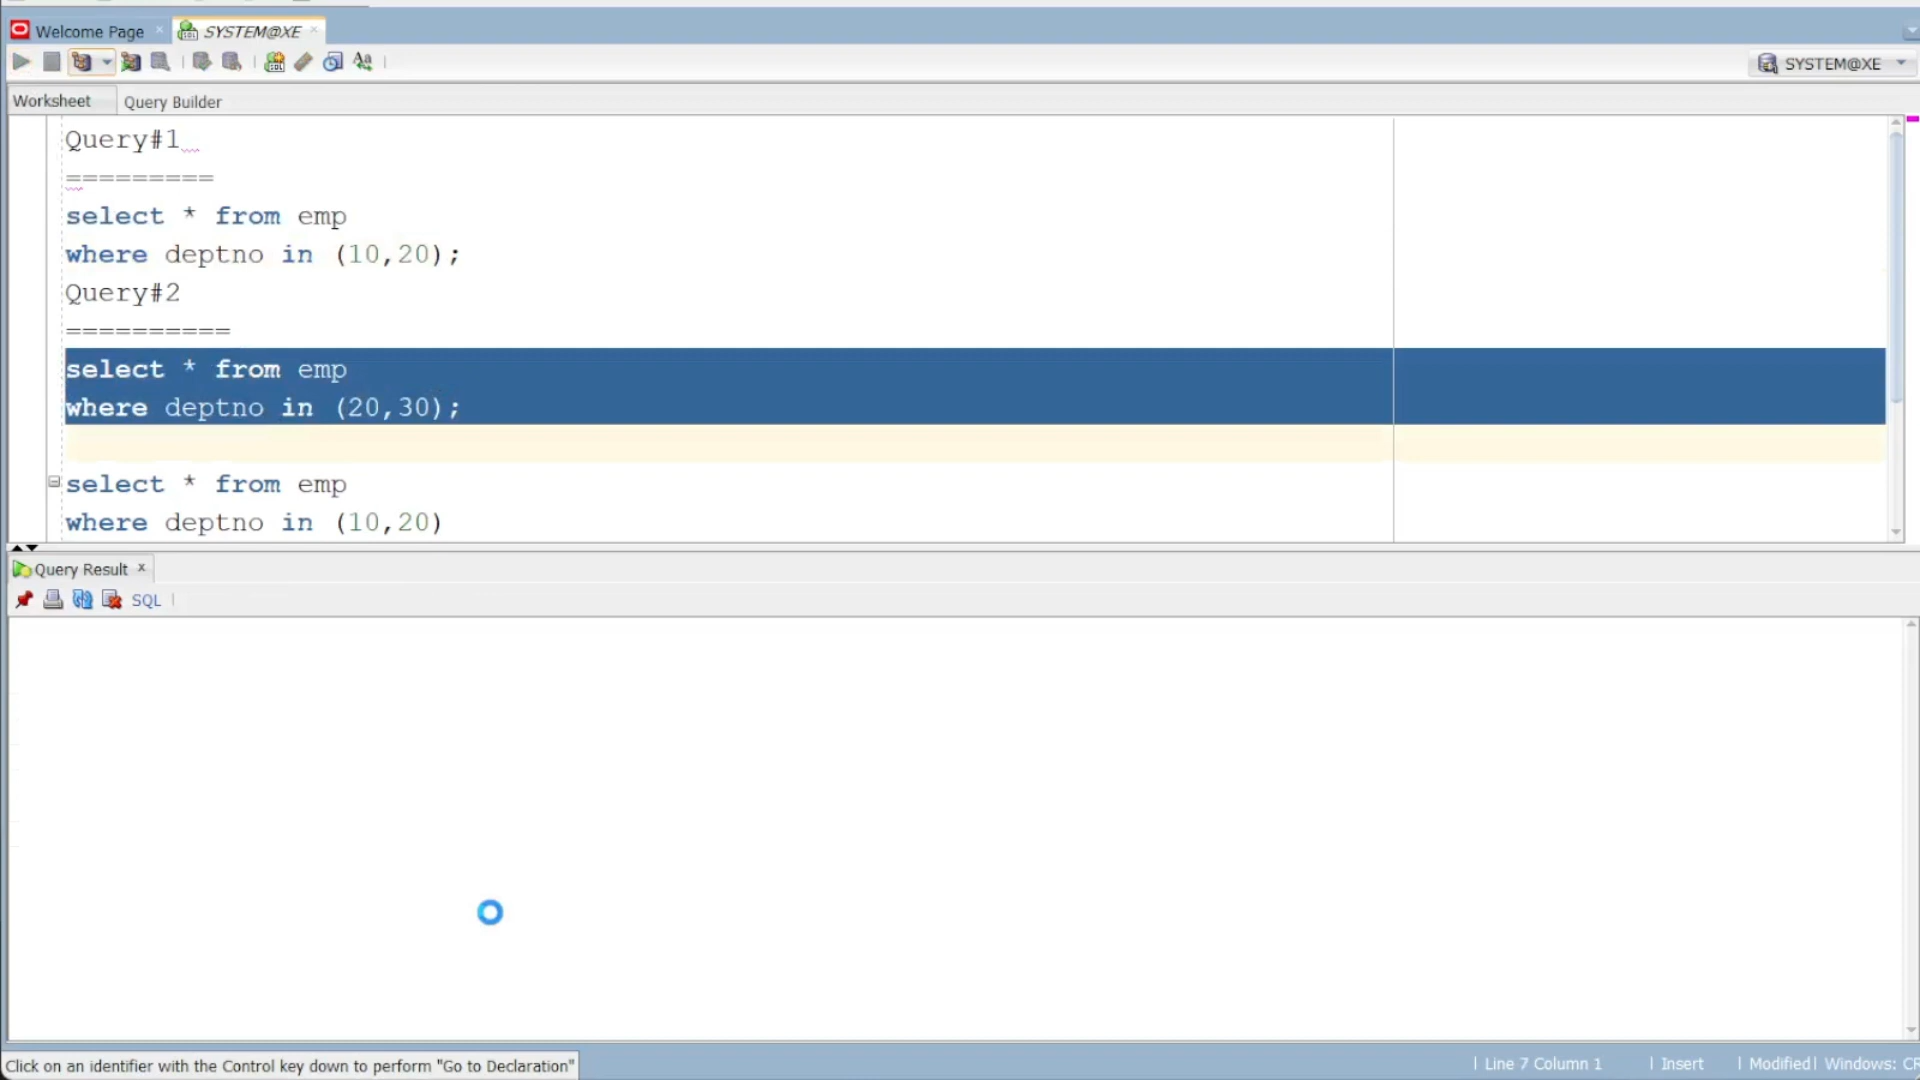 Welcome Page
SYSTEM@XE
SYSTEM@XE
Worksheet
Query Builder
Query#1
=========
select * from emp
where deptno in (10,20);
Query#2
==========
select * from emp
where deptno in (20,30);
select * from emp
where deptno in (10,20)
Query Result
SQL
Click on an identifier with the Control key down to perform "Go to Declaration"
Line 7 Column 1
Insert
Modified
Windows: CR